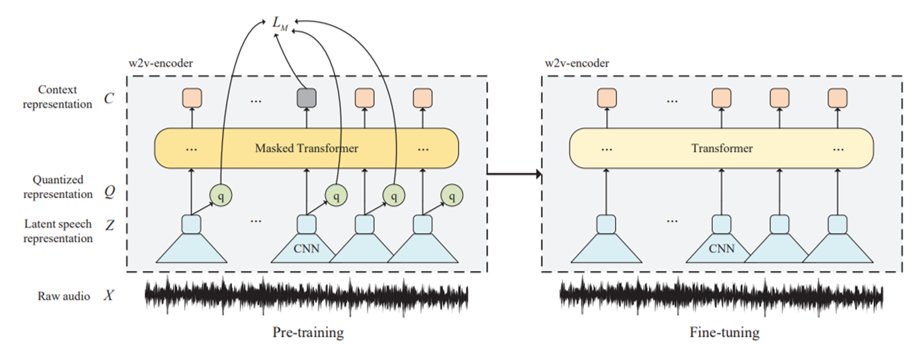 L_M
w2v-encoder
w2v-encoder
Context
representation C
...
...
... Masked Transformer ...
... Transformer ...
Quantized
representation Q
q
q
q
q
Latent speech
representation Z
...
...
CNN
CNN
Raw audio X
Pre-training
Fine-tuning